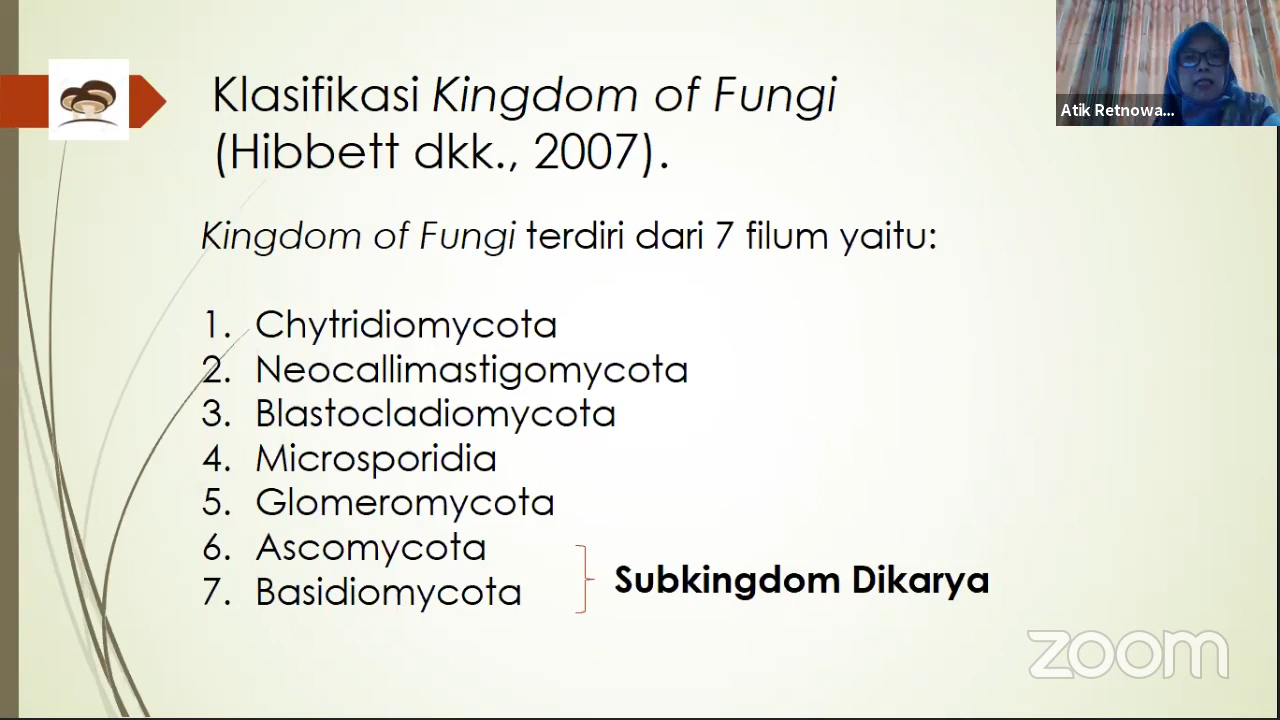 Klasifikasi Kingdom of Fungi
(Hibbett dkk., 2007).
Kingdom of Fungi terdiri dari 7 filum yaitu:
1. Chytridiomycota
2. Neocallimastigomycota
3. Blastocladiomycota
4. Microsporidia
5. Glomeromycota
6. Ascomycota
7. Basidiomycota
Subkingdom Dikarya
Atik Retnowa...
zoom